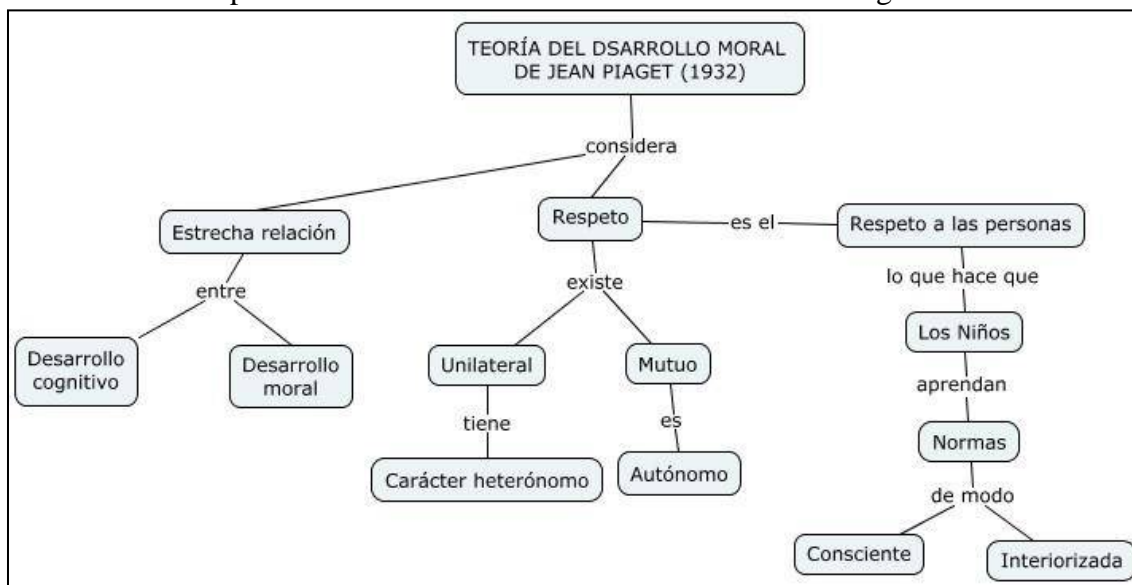 TEORÍA DEL DSARROLLO MORAL
DE JEAN PIAGET (1932)
considera
Estrecha relación
Respeto
es el
Respeto a las personas
entre
existe
lo que hace que
Desarrollo
cognitivo
Desarrollo
moral
Unilateral
Mutuo
Los Niños
tiene
es
aprendan
Carácter heterónomo
Autónomo
Normas
de modo
Consciente
Interiorizada